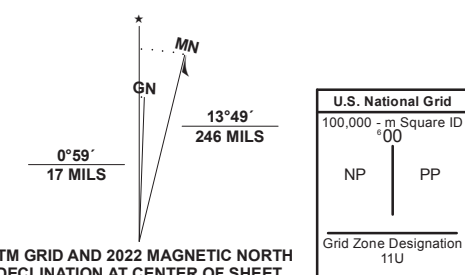 ★
MN
GN
13°49´
246 MILS
0°59´
17 MILS
TM GRID AND 2022 MAGNETIC NORTH
DECLINATION AT CENTER OF SHEET
U.S. National Grid
100,000 - m Square ID
⁶00
NP PP
Grid Zone Designation
11U